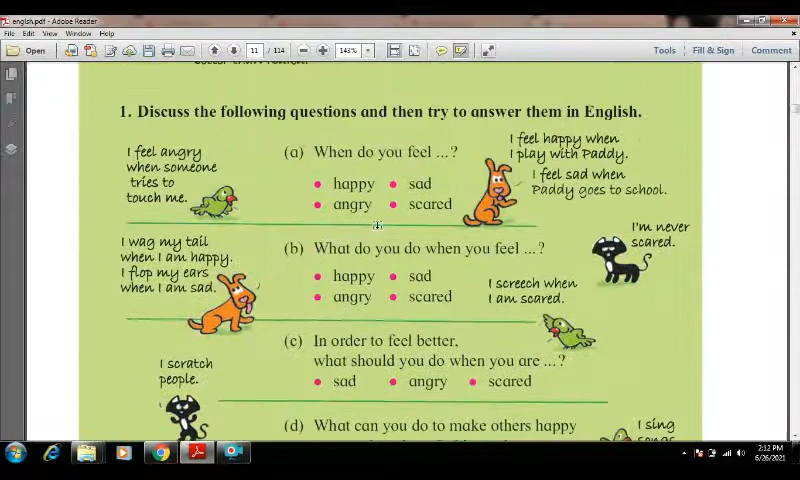 english.pdf - Adobe Reader
File Edit View Window Help
Open 11 / 114 143% Tools Fill & Sign Comment
1. Discuss the following questions and then try to answer them in English.
I feel angry
when someone
tries to
touch me.
(a) When do you feel ...?
• happy • sad
• angry • scared
I feel happy when
I play with Paddy.
I feel sad when
Paddy goes to school.
I wag my tail
when I am happy.
I flop my ears
when I am sad.
(b) What do you do when you feel ...?
• happy • sad
• angry • scared
I'm never
scared.
I screech when
I am scared.
(c) In order to feel better,
what should you do when you are ...?
• sad • angry • scared
I scratch
people.
(d) What can you do to make others happy
I sing
songs
2:12 PM
6/26/2021